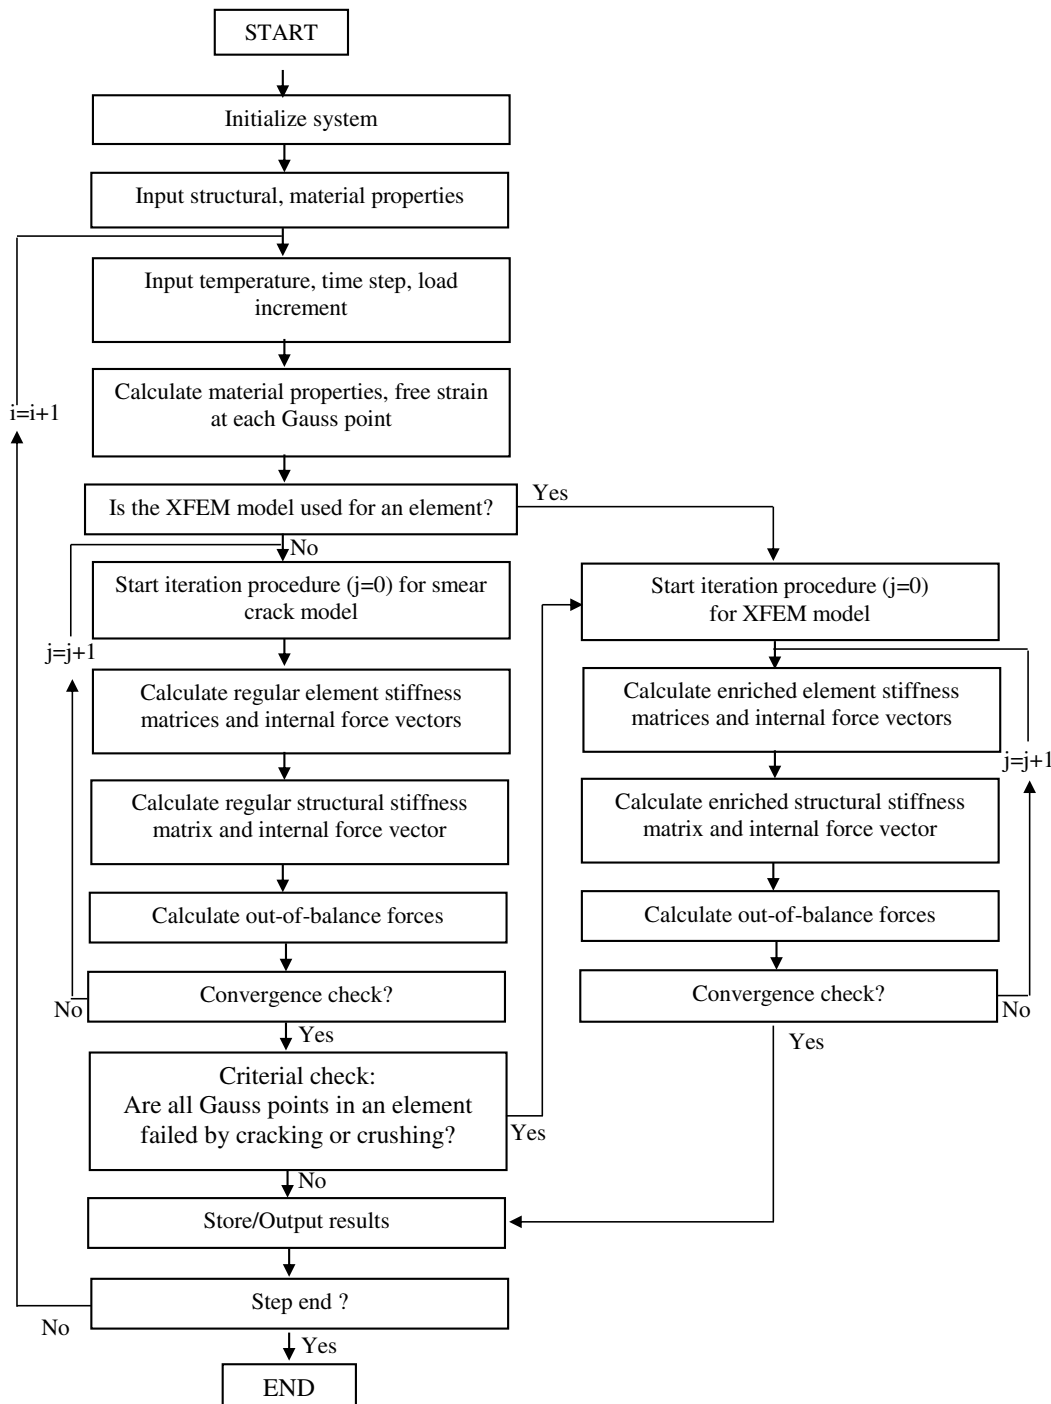 START
Initialize system
Input structural, material properties
Input temperature, time step, load
increment
Calculate material properties, free strain
at each Gauss point
i=i+1
Is the XFEM model used for an element?
Yes
No
Start iteration procedure (j=0) for smear
crack model
Start iteration procedure (j=0)
for XFEM model
j=j+1
Calculate regular element stiffness
matrices and internal force vectors
Calculate enriched element stiffness
matrices and internal force vectors
j=j+1
Calculate regular structural stiffness
matrix and internal force vector
Calculate enriched structural stiffness
matrix and internal force vector
Calculate out-of-balance forces
Calculate out-of-balance forces
Convergence check?
No
Convergence check?
No
Yes
Yes
Criterial check:
Are all Gauss points in an element
failed by cracking or crushing?
Yes
No
Store/Output results
Step end ?
No
Yes
END